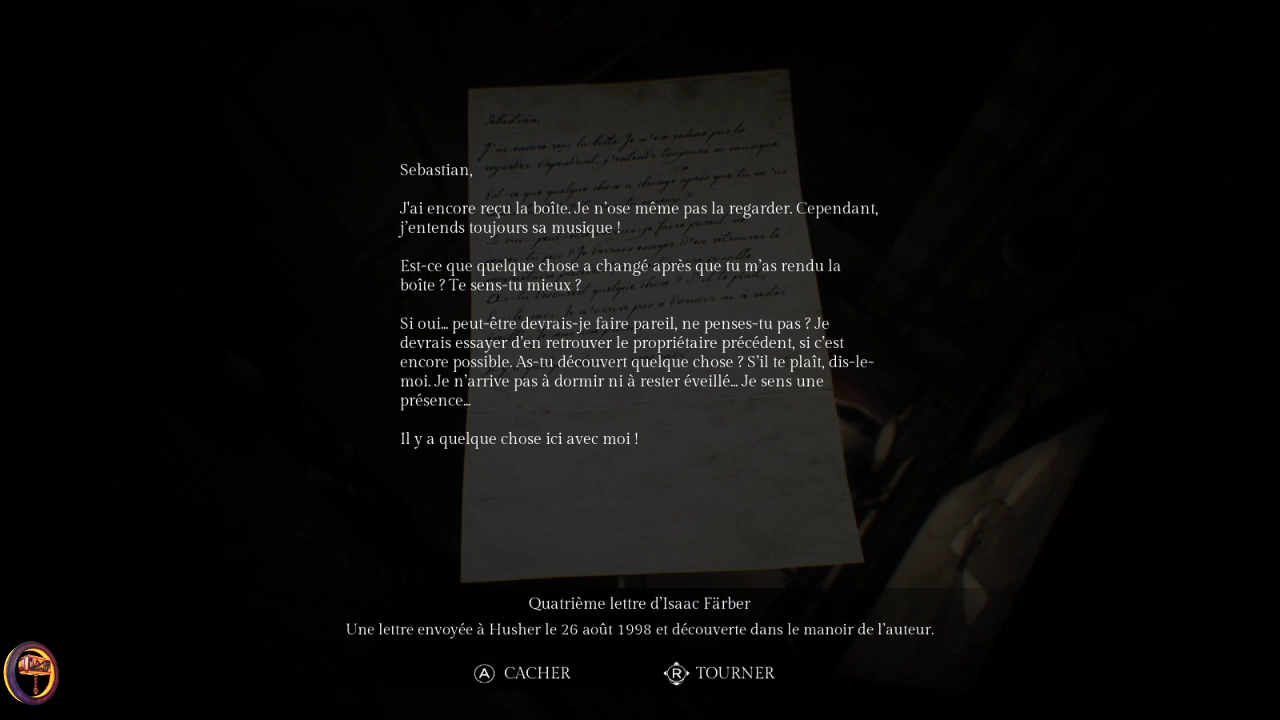 Sebastian,
J'ai encore reçu la boîte. Je n’ose même pas la regarder. Cependant,
j’entends toujours sa musique !
Est-ce que quelque chose a changé après que tu m’as rendu la
boîte ? Te sens-tu mieux ?
Si oui... peut-être devrais-je faire pareil, ne penses-tu pas ? Je
devrais essayer d’en retrouver le propriétaire précédent, si c’est
encore possible. As-tu découvert quelque chose ? S’il te plaît, dis-le-
moi. Je n’arrive pas à dormir ni à rester éveillé... Je sens une
présence...
Il y a quelque chose ici avec moi !
Quatrième lettre d’Isaac Färber
Une lettre envoyée à Husher le 26 août 1998 et découverte dans le manoir de l’auteur.
A CACHER
R TOURNER